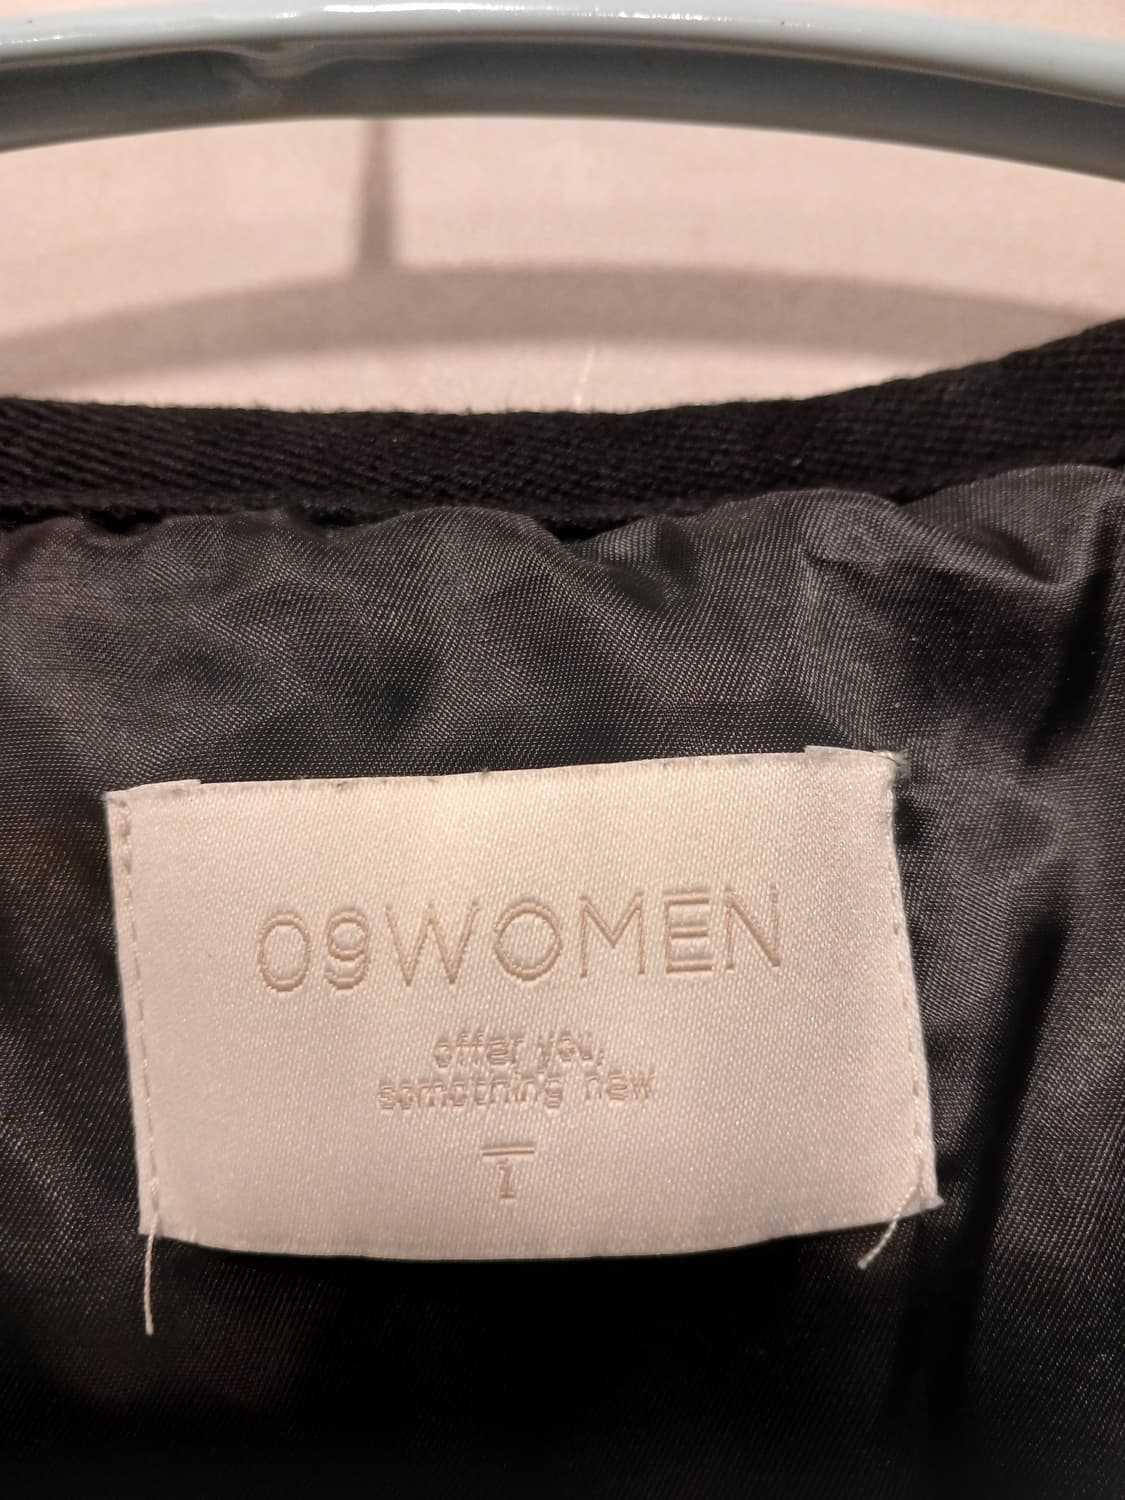 09WOMEN
offer you,
something new
1